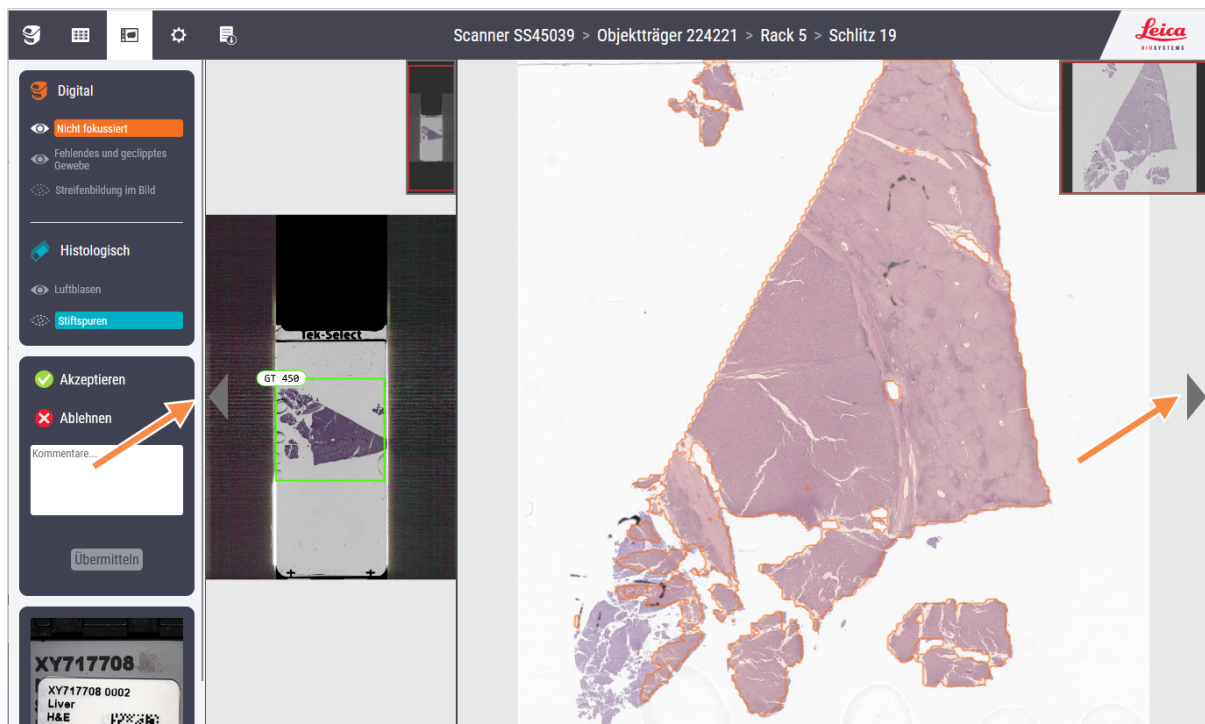 Scanner SS45039 > Objektträger 224221 > Rack 5 > Schlitz 19
Leica
BIOSYSTEMS
Digital
Nicht fokussiert
Fehlendes und geclipptes
Gewebe
Streifenbildung im Bild
Histologisch
Luftblasen
Stiftspuren
Akzeptieren
Ablehnen
Kommentare...
Übermitteln
XY717708
XY717708 0002
Liver
H&E
Tek-Select
GT 450